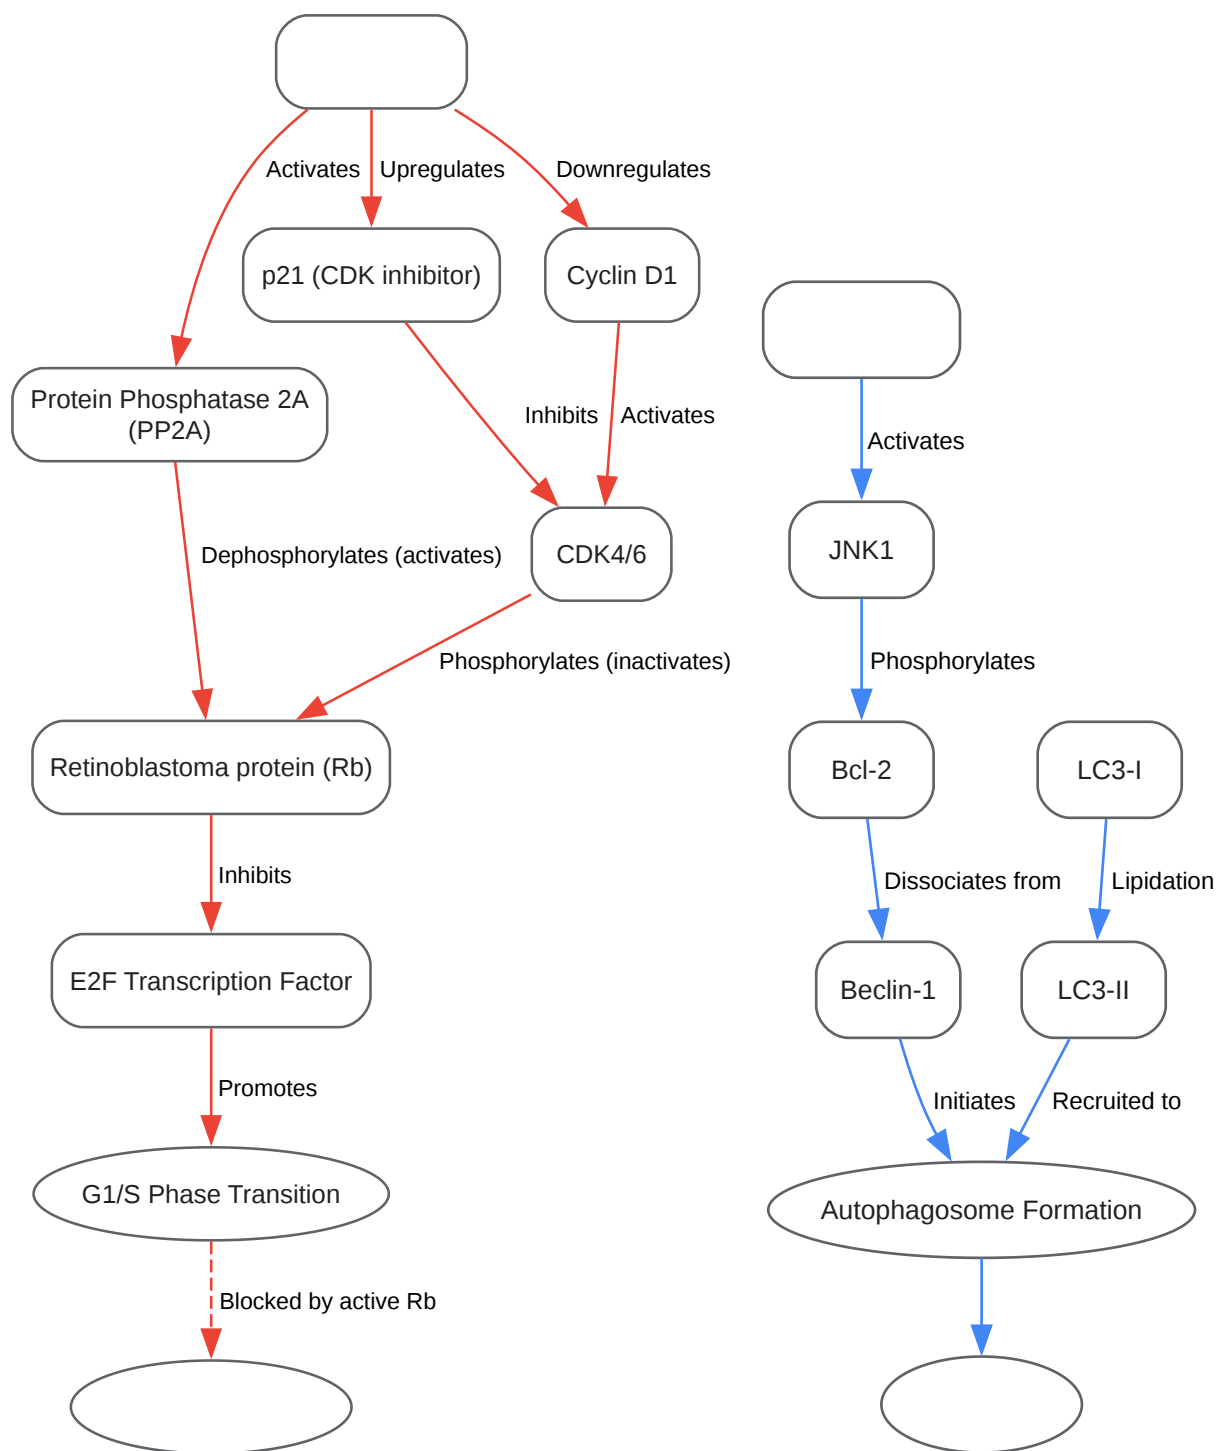 Activates
Upregulates
Downregulates
p21 (CDK inhibitor)
Cyclin D1
Protein Phosphatase 2A
(PP2A)
Inhibits
Activates
Activates
CDK4/6
JNK1
Dephosphorylates (activates)
Phosphorylates (inactivates)
Phosphorylates
Retinoblastoma protein (Rb)
Bcl-2
LC3-I
Inhibits
Dissociates from
Lipidation
E2F Transcription Factor
Beclin-1
LC3-II
Promotes
Initiates
Recruited to
G1/S Phase Transition
Autophagosome Formation
Blocked by active Rb